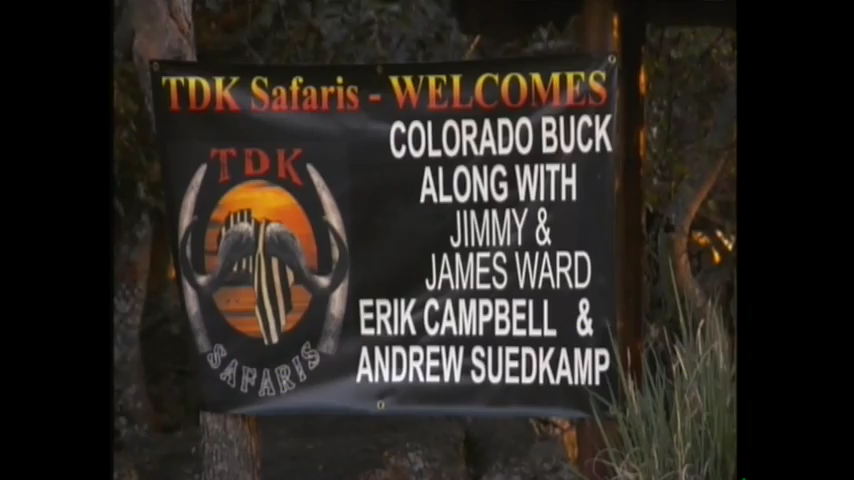 TDK Safaris - WELCOMES
COLORADO BUCK
ALONG WITH
JIMMY &
JAMES WARD
ERIK CAMPBELL &
ANDREW SUEDKAMP
TDK
SAFARIS